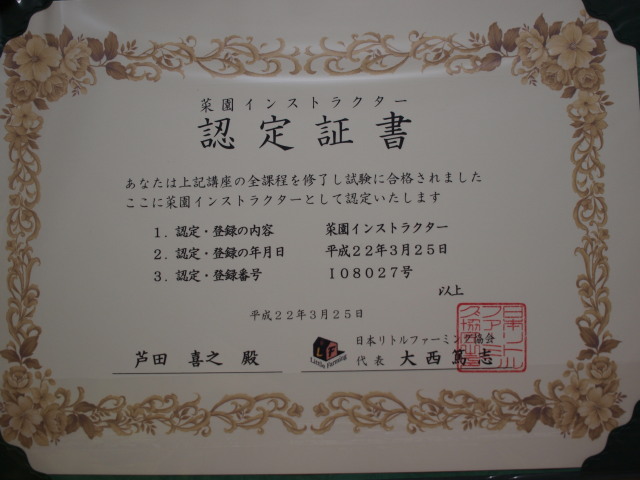 菜園インストラクター
認定証書
あなたは上記講座の全課程を修了し試験に合格されました
ここに菜園インストラクターとして認定いたします
1. 認定・登録の内容　菜園インストラクター
2. 認定・登録の年月日　平成22年3月25日
3. 認定・登録番号　I08027号
以上
平成22年3月25日
芦田　喜之　殿
LF
Little Farming
日本リトルファーミング協会
代表　大西篤志